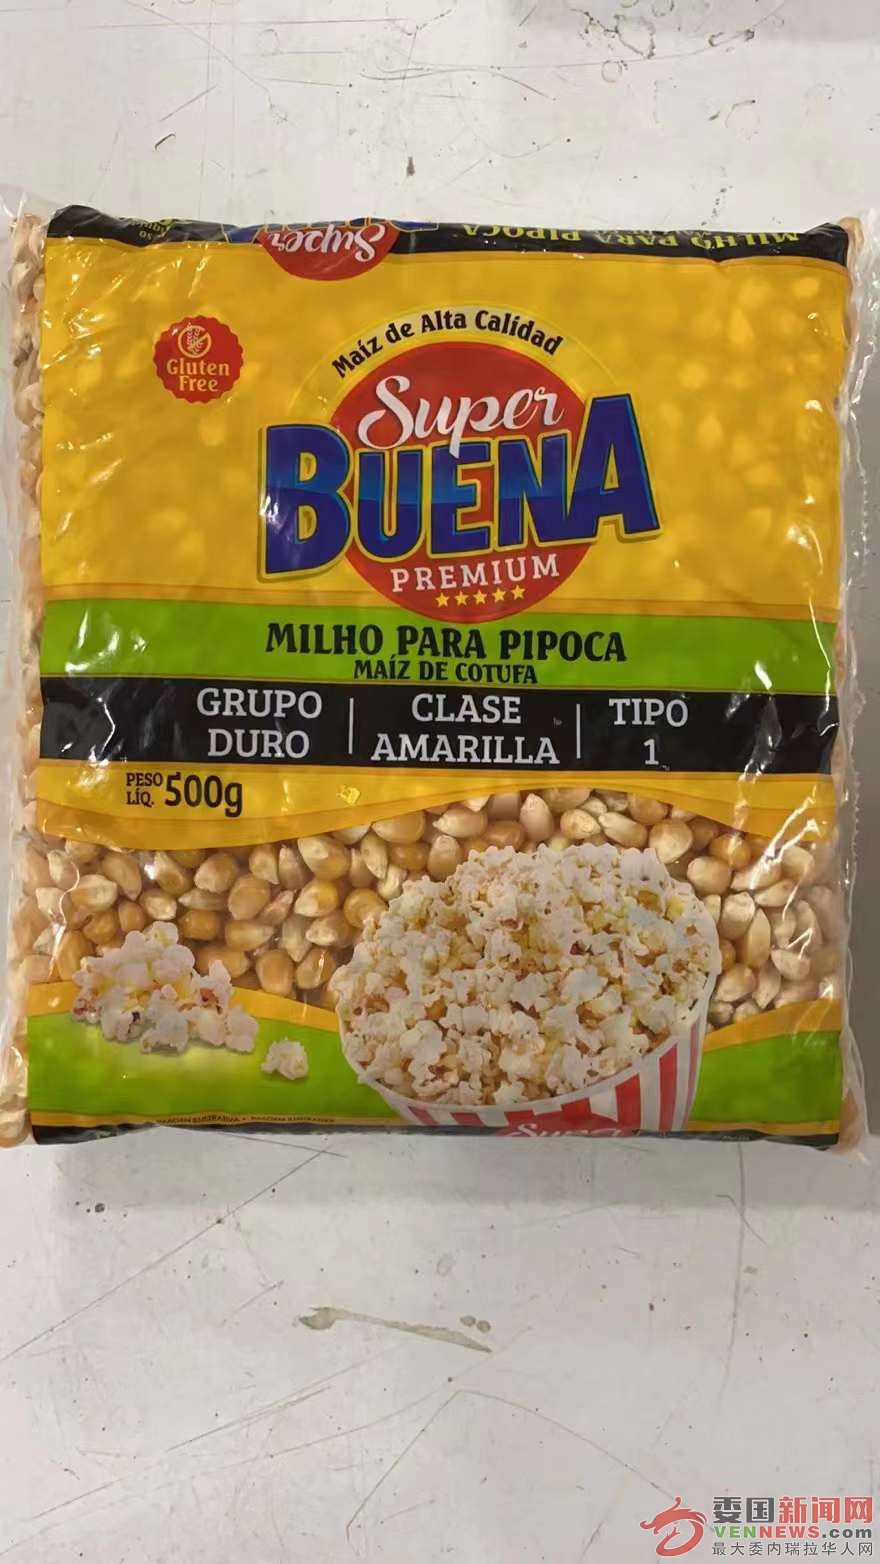 Super
MILHO PARA PIPOCA
Maíz de Alta Calidad
Gluten
Free
Super
BUENA
PREMIUM
MILHO PARA PIPOCA
MAÍZ DE COTUFA
GRUPO
DURO
CLASE
AMARILLA
TIPO
1
PESO
LÍQ. 500g
Super
委国新闻网
VENNEWS.com
最大委内瑞拉华人网